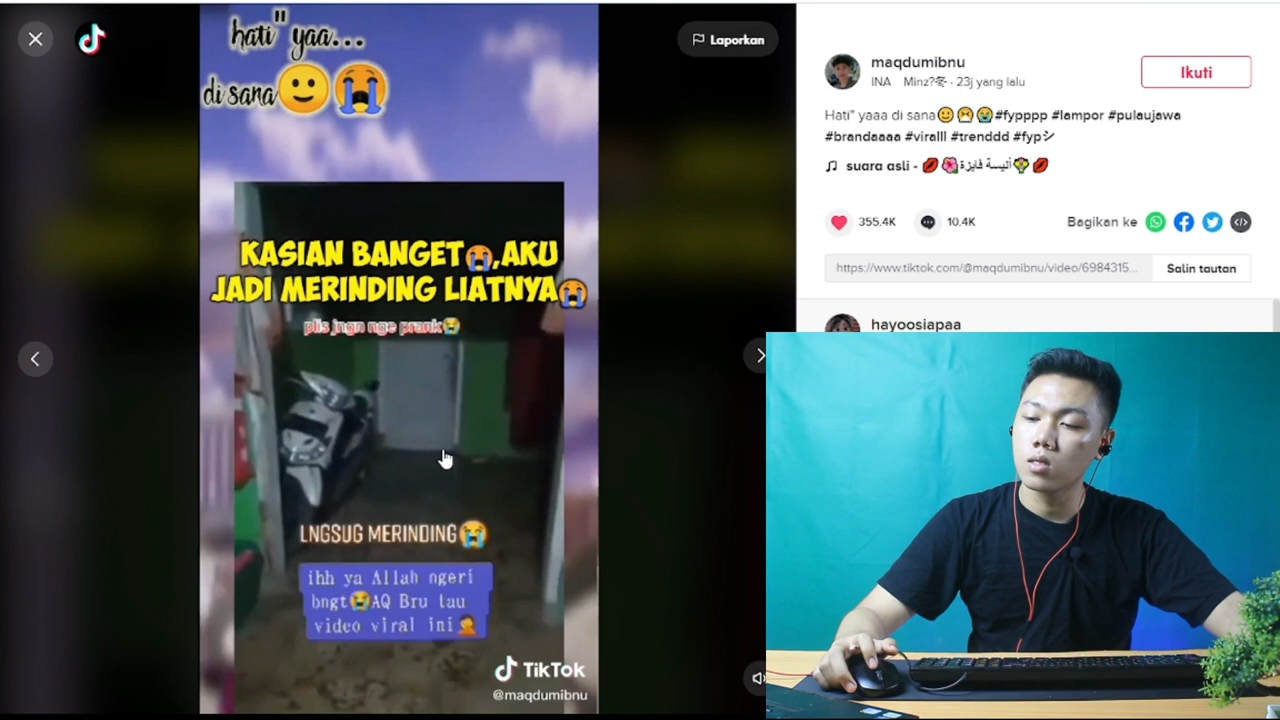 hati" yaa...
di sana🙂😭
Laporkan
KASIAN BANGET😭,AKU
JADI MERINDING LIATNYA😭
plis jngn nge prank😭
LNGSUG MERINDING😭
ihh ya Allah ngeri
bngt😭AQ Bru tau
video viral ini🤦
TikTok
@maqdumibnu
maqdumibnu
INA Minz?冬 · 23j yang lalu
Ikuti
Hati" yaaa di sana🙂😷😭#fypppp #lampor #pulaujawa
#brandaaaa #viralll #trenddd #fypシ
♫ suara asli - 💋🌺أنيسة فايزة💐💋
355.4K
10.4K
Bagikan ke
https://www.tiktok.com/@maqdumibnu/video/6984315...
Salin tautan
hayoosiapaa